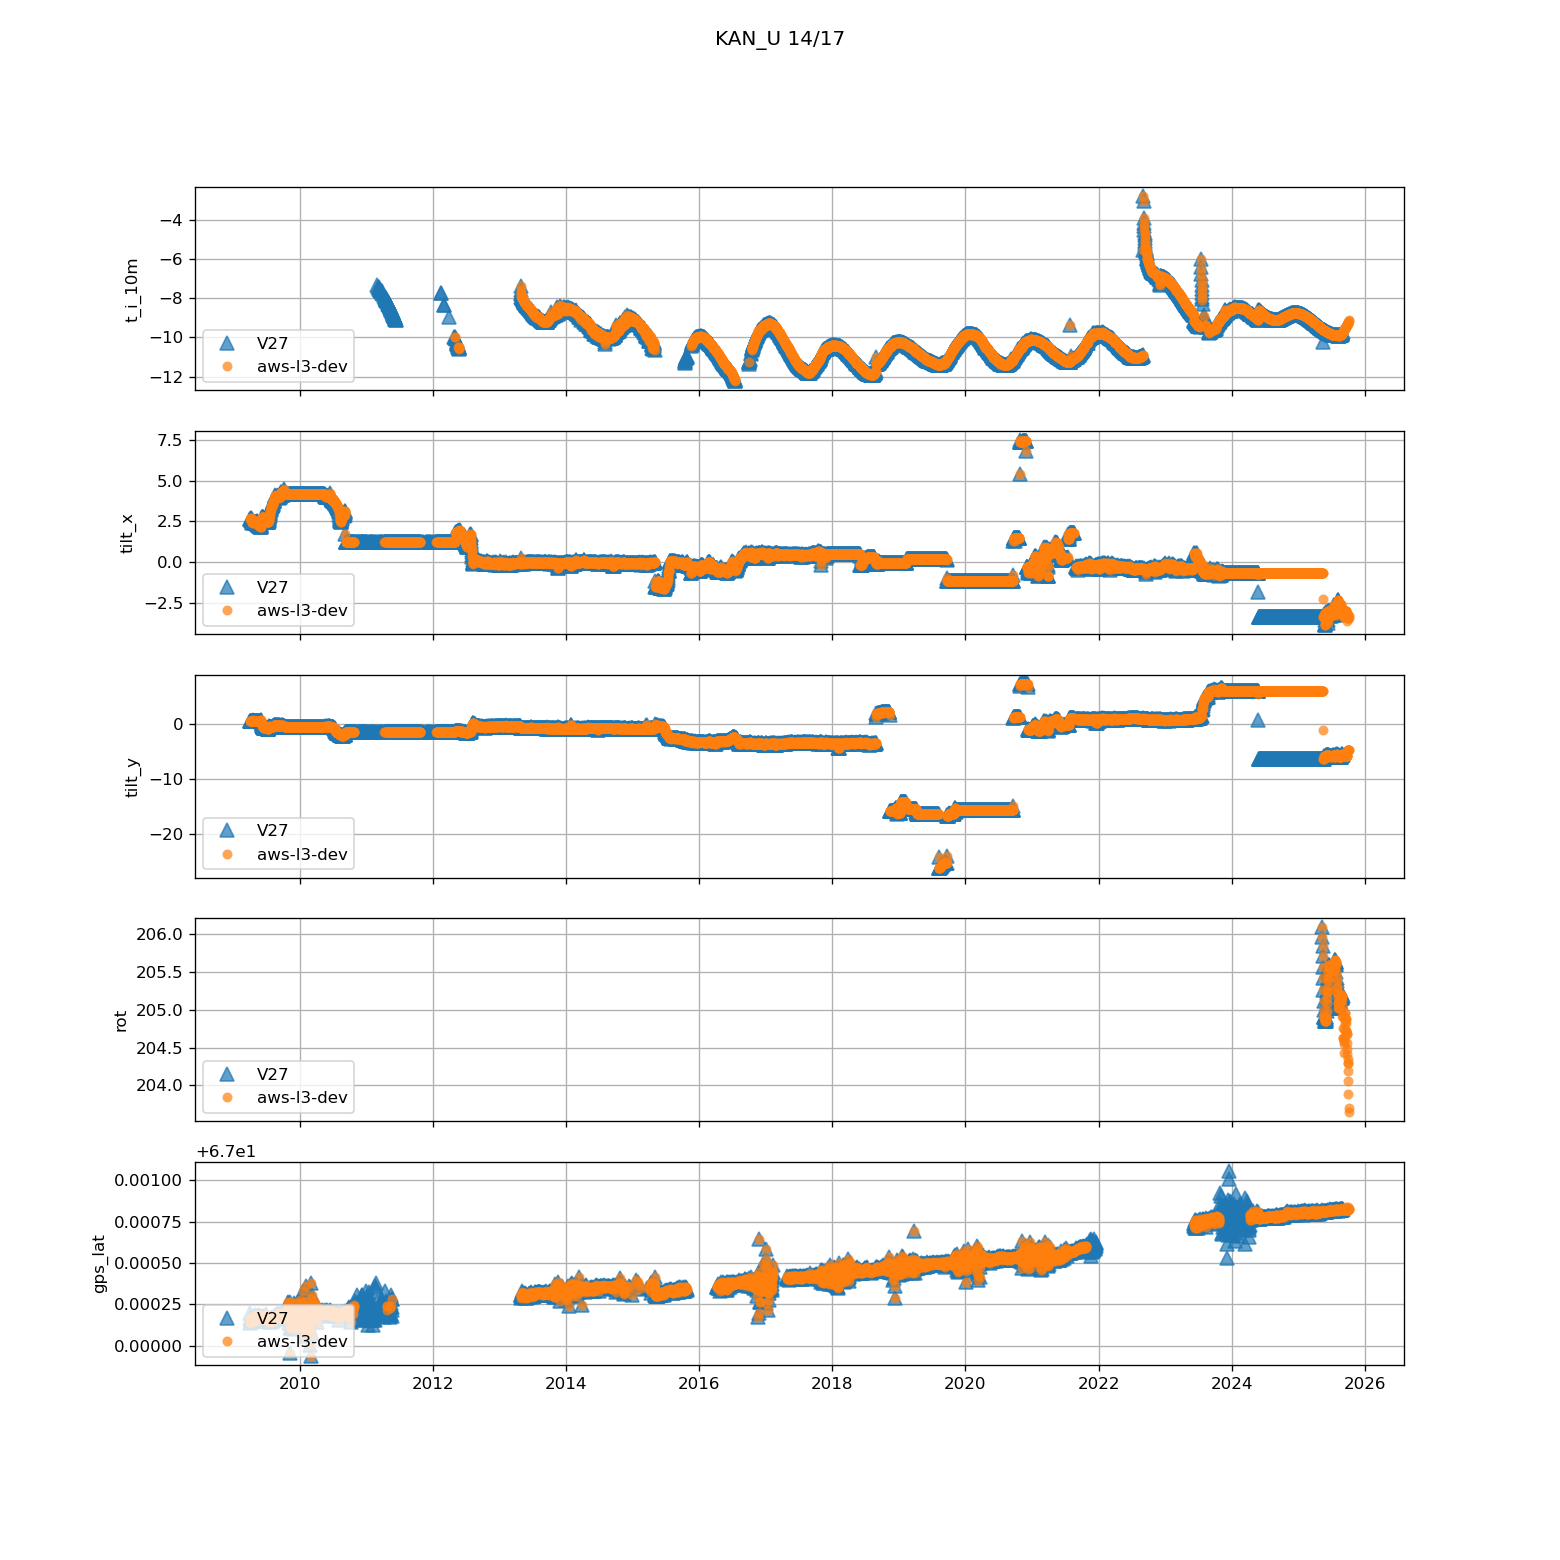 KAN_U 14/17
t_i_10m
−4
−6
−8
−10
−12
V27
aws-l3-dev
tilt_x
7.5
5.0
2.5
0.0
−2.5
V27
aws-l3-dev
tilt_y
0
−10
−20
V27
aws-l3-dev
rot
206.0
205.5
205.0
204.5
204.0
V27
aws-l3-dev
+6.7e1
gps_lat
0.00100
0.00075
0.00050
0.00025
0.00000
V27
aws-l3-dev
2010 2012 2014 2016 2018 2020 2022 2024 2026